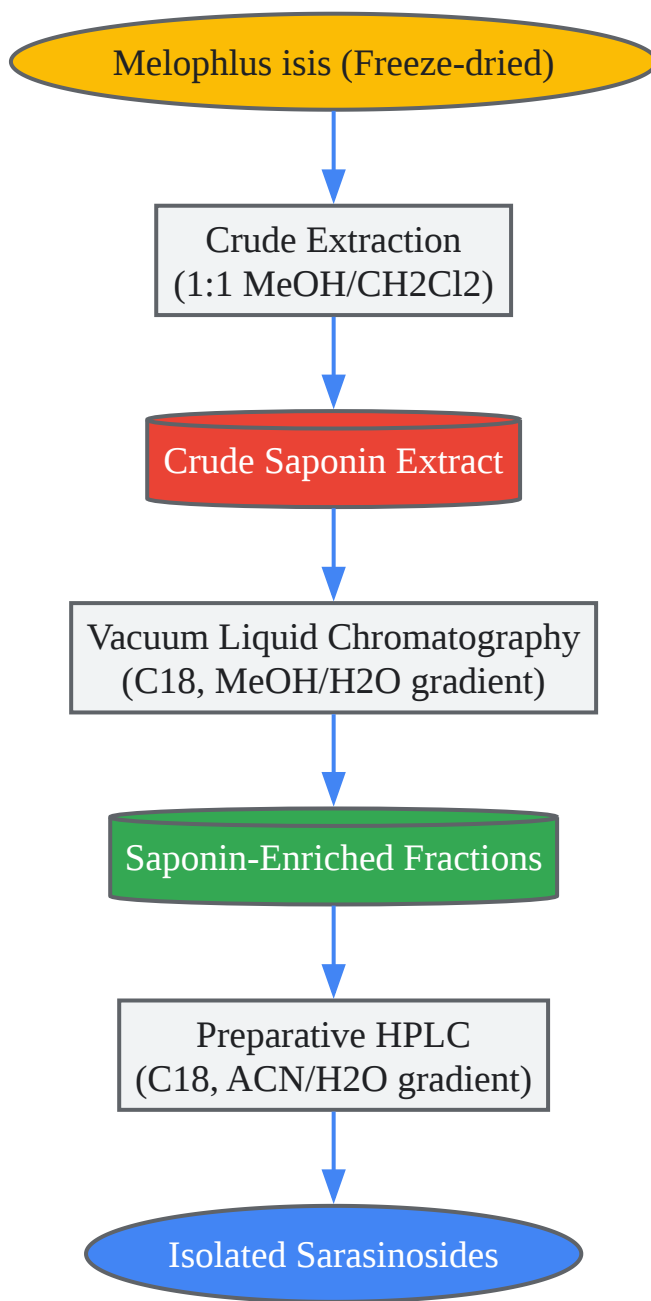 Melophlus isis (Freeze-dried)
Crude Extraction
(1:1 MeOH/CH2Cl2)
Crude Saponin Extract
Vacuum Liquid Chromatography
(C18, MeOH/H2O gradient)
Saponin-Enriched Fractions
Preparative HPLC
(C18, ACN/H2O gradient)
Isolated Sarasinosides